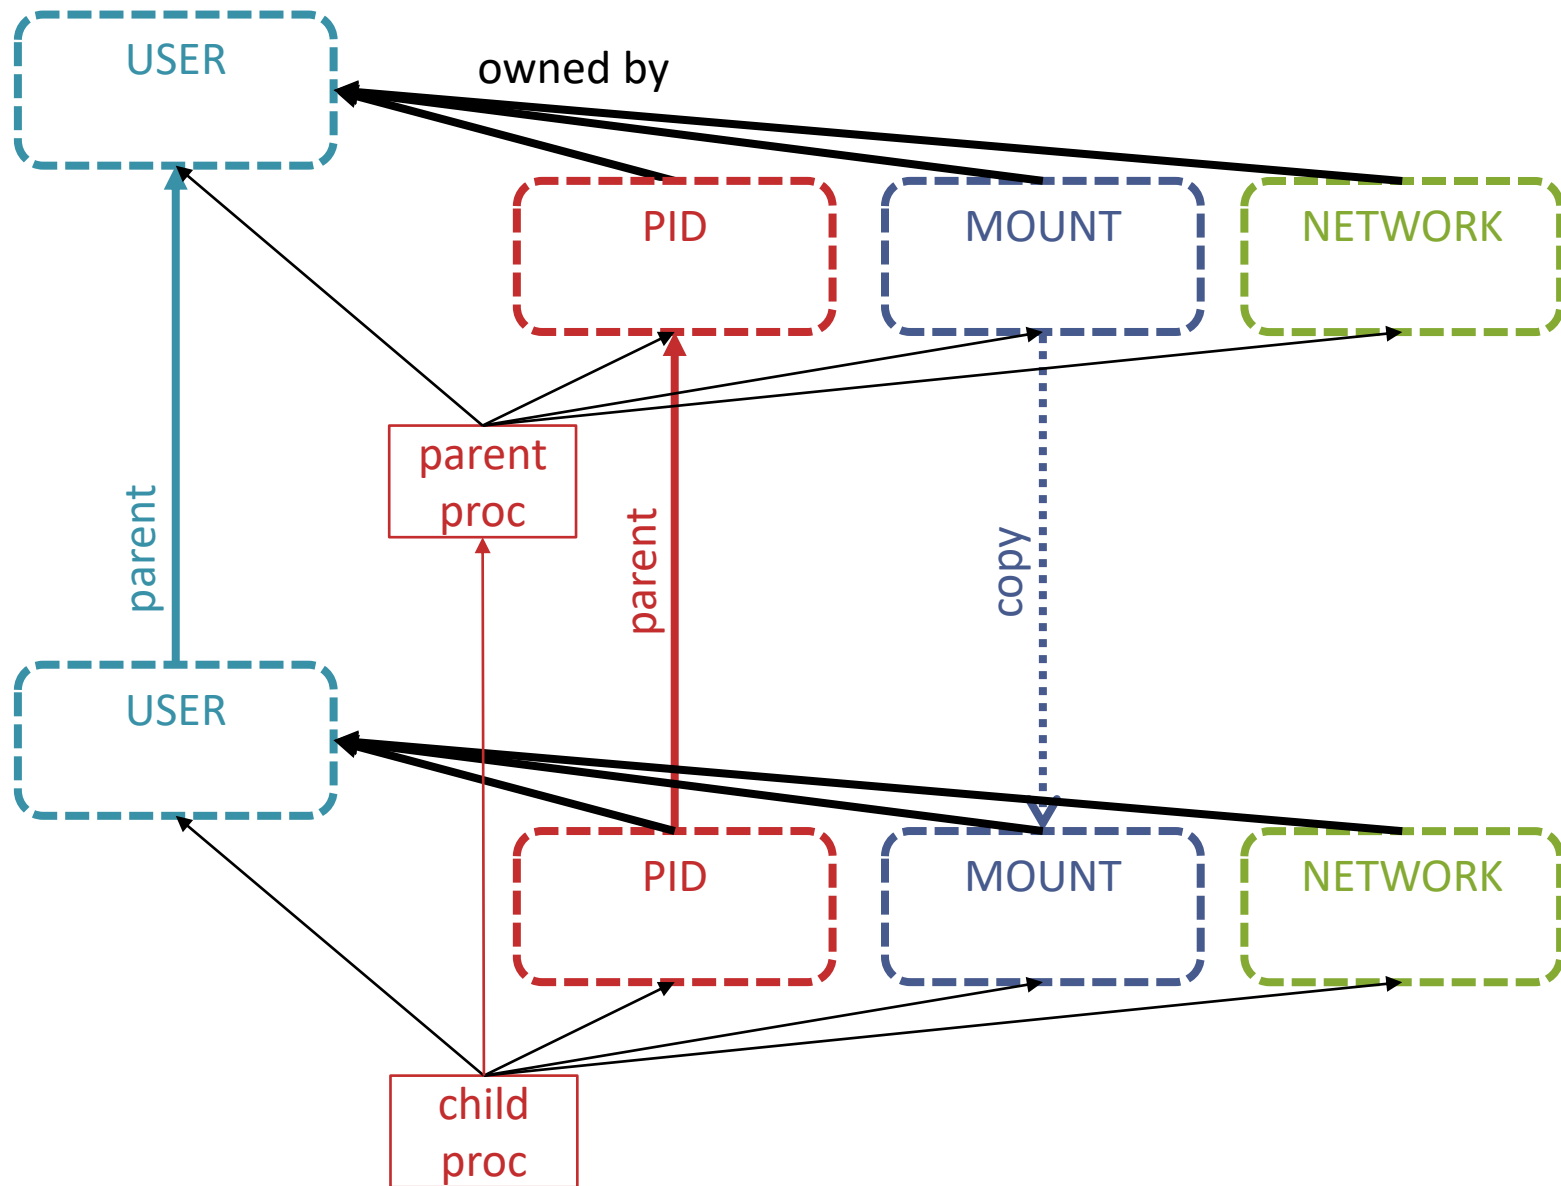 USER
owned by
PID
MOUNT
NETWORK
parent
proc
parent
parent
copy
USER
PID
MOUNT
NETWORK
child
proc